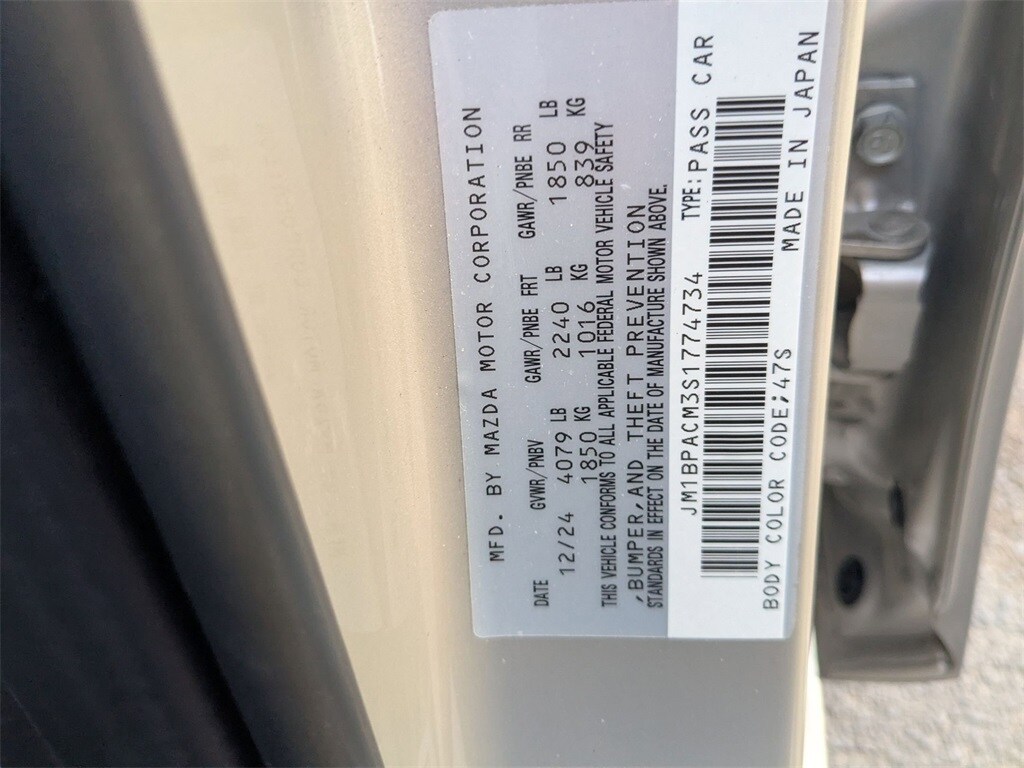 MFD. BY MAZDA MOTOR CORPORATION
DATE GVWR/PNBV GAWR/PNBE FRT GAWR/PNBE RR
12/24 4079 LB 2240 LB 1850 LB
1850 KG 1016 KG 839 KG
THIS VEHICLE CONFORMS TO ALL APPLICABLE FEDERAL MOTOR VEHICLE SAFETY
,BUMPER, AND THEFT PREVENTION
STANDARDS IN EFFECT ON THE DATE OF MANUFACTURE SHOWN ABOVE.
JM1BPACM3S1774734 TYPE:PASS CAR
BODY COLOR CODE;47S MADE IN JAPAN